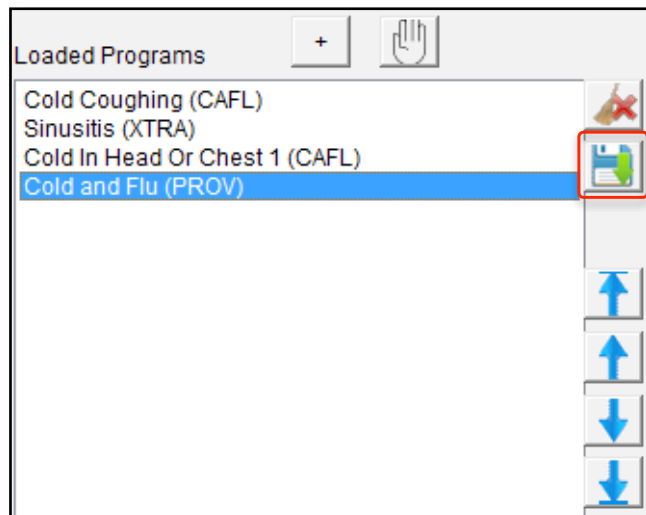 Loaded Programs
+
Cold Coughing (CAFL)
Sinusitis (XTRA)
Cold In Head Or Chest 1 (CAFL)
Cold and Flu (PROV)